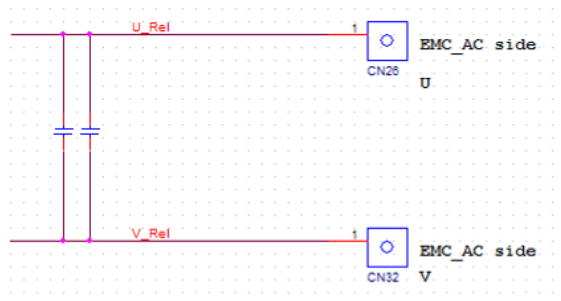 U_Rel
1
EMC_AC side
CN26
U
V_Rel
1
EMC_AC side
CN32
V